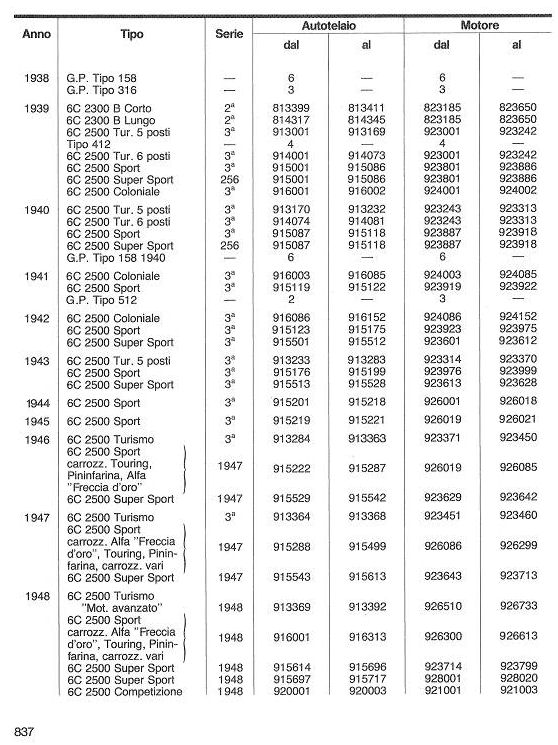 Anno Tipo Serie Autotelaio Motore
dal al dal al
1938 G.P. Tipo 158 — 6 — 6 —
G.P. Tipo 316 — 3 — 3 —
1939 6C 2300 B Corto 2ª 813399 813411 823185 823650
6C 2300 B Lungo 2ª 814317 814345 823185 823650
6C 2500 Tur. 5 posti 3ª 913001 913169 923001 923242
Tipo 412 — 4 — 4 —
6C 2500 Tur. 6 posti 3ª 914001 914073 923001 923242
6C 2500 Sport 3ª 915001 915086 923801 923886
6C 2500 Super Sport 256 915001 915086 923801 923886
6C 2500 Coloniale 3ª 916001 916002 924001 924002
1940 6C 2500 Tur. 5 posti 3ª 913170 913232 923243 923313
6C 2500 Tur. 6 posti 3ª 914074 914081 923243 923313
6C 2500 Sport 3ª 915087 915118 923887 923918
6C 2500 Super Sport 256 915087 915118 923887 923918
G.P. Tipo 158 1940 — 6 — 6 —
1941 6C 2500 Coloniale 3ª 916003 916085 924003 924085
6C 2500 Sport 3ª 915119 915122 923919 923922
G.P. Tipo 512 — 2 — 3 —
1942 6C 2500 Coloniale 3ª 916086 916152 924086 924152
6C 2500 Sport 3ª 915123 915175 923923 923975
6C 2500 Super Sport 3ª 915501 915512 923601 923612
1943 6C 2500 Tur. 5 posti 3ª 913233 913283 923314 923370
6C 2500 Sport 3ª 915176 915199 923976 923999
6C 2500 Super Sport 3ª 915513 915528 923613 923628
1944 6C 2500 Sport 3ª 915201 915218 926001 926018
1945 6C 2500 Sport 3ª 915219 915221 926019 926021
1946 6C 2500 Turismo 3ª 913284 913363 923371 923450
6C 2500 Sport
carrozz. Touring,
Pininfarina, Alfa 1947 915222 915287 926019 926085
"Freccia d'oro"
6C 2500 Super Sport 1947 915529 915542 923629 923642
1947 6C 2500 Turismo 3ª 913364 913368 923451 923460
6C 2500 Sport
carrozz. Alfa "Freccia
d'oro", Touring, Pinin- 1947 915288 915499 926086 926299
farina, carrozz. vari
6C 2500 Super Sport 1947 915543 915613 923643 923713
1948 6C 2500 Turismo
"Mot. avanzato" 1948 913369 913392 926510 926733
6C 2500 Sport
carrozz. Alfa "Freccia
d'oro", Touring, Pinin- 1948 916001 916313 926300 926613
farina, carrozz. vari
6C 2500 Super Sport 1948 915614 915696 923714 923799
6C 2500 Super Sport 1948 915697 915717 928001 928020
6C 2500 Competizione 1948 920001 920003 921001 921003
837